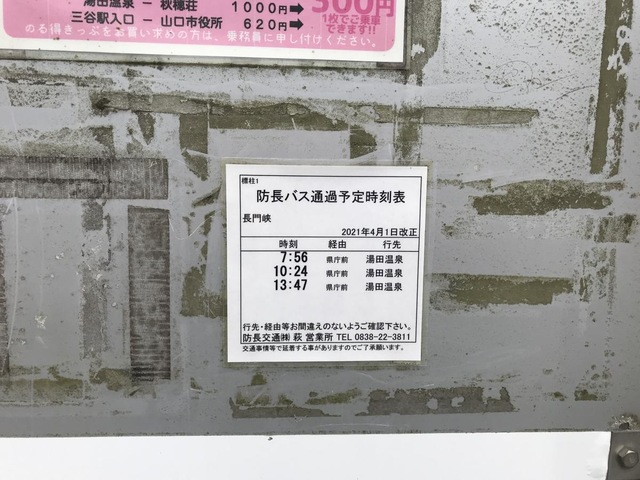 湯田温泉 － 秋穂荘 1000円➡
三谷駅入口 － 山口市役所 620円➡
500円
1枚でご乗車
できます!!
のる得きっぷをお買い求めの方は、乗務員に申し付けください。
標柱1
防長バス通過予定時刻表
長門峡
2021年4月1日改正
時刻 経由 行先
7:56 県庁前 湯田温泉
10:24 県庁前 湯田温泉
13:47 県庁前 湯田温泉
行先・経由等お間違えのないようご確認下さい。
防長交通㈱ 萩 営業所 TEL 0838-22-3811
交通事情等で延着する事がありますのでご了承願います。